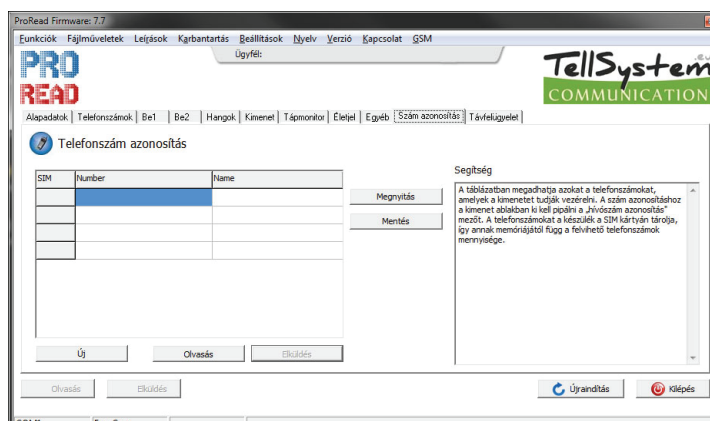 ProRead Firmware: 7.7
Funkciók Fájlműveletek Leírások Karbantartás Beállítások Nyelv Verzió Kapcsolat GSM
Ügyfél:
PRO
READ
TellSystem
COMMUNICATION
Alapadatok Telefonszámok Be1 Be2 Hangok Kimenet Tápmonitor Életjel Egyéb Szám azonosítás Távfelügyelet
Telefonszám azonosítás
SIM Number Name
Megnyitás
Mentés
Segítség
A táblázatban megadhatja azokat a telefonszámokat,
amelyek a kimenetet tudják vezérelni. A szám azonosításhoz
a kimenet ablakban ki kell pipálni a „hívószám azonosítás"
mezőt. A telefonszámokat a készülék a SIM kártyán tárolja,
így annak memóriájától függ a felvihető telefonszámok
mennyisége.
Új Olvasás Elküldés
Olvasás Elküldés Újraindítás Kilépés